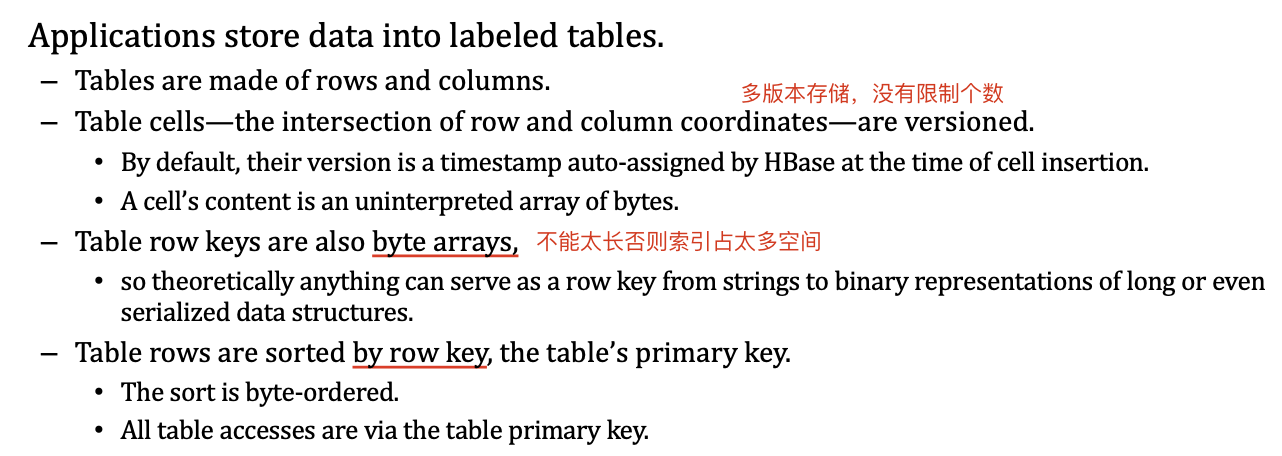 Applications store data into labeled tables.
– Tables are made of rows and columns.
多版本存储，没有限制个数
– Table cells—the intersection of row and column coordinates—are versioned.
• By default, their version is a timestamp auto-assigned by HBase at the time of cell insertion.
• A cell’s content is an uninterpreted array of bytes.
– Table row keys are also byte arrays, 不能太长否则索引占太多空间
• so theoretically anything can serve as a row key from strings to binary representations of long or even
serialized data structures.
– Table rows are sorted by row key, the table’s primary key.
• The sort is byte-ordered.
• All table accesses are via the table primary key.